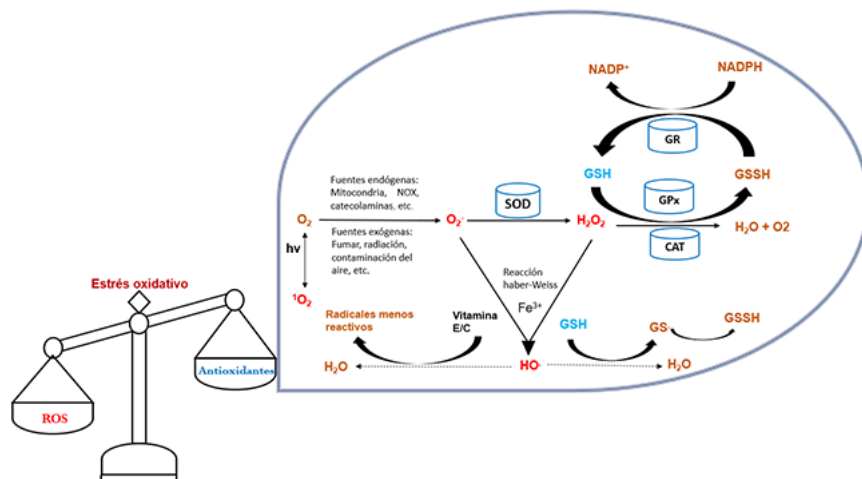 NADP⁺
NADPH
GR
GSH
GSSH
GPx
Fuentes endógenas:
Mitocondria, NOX,
catecolaminas, etc.
SOD
O₂
O₂⁻
H₂O₂
H₂O + O2
CAT
Fuentes exógenas:
Fumar, radiación,
contaminación del
aire, etc.
hv
¹O₂
Reacción
haber-Weiss
Fe³⁺
Estrés oxidativo
Radicales menos
reactivos
Vitamina
E/C
GSH
GS·
GSSH
H₂O
HO·
H₂O
Antioxidantes
ROS